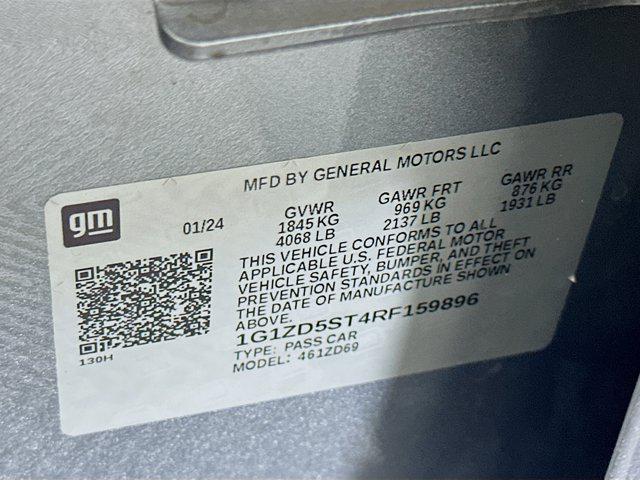 MFD BY GENERAL MOTORS LLC
gm
01/24
GVWR
1845 KG
4068 LB
GAWR FRT
969 KG
2137 LB
GAWR RR
876 KG
1931 LB
THIS VEHICLE CONFORMS TO ALL
APPLICABLE U.S. FEDERAL MOTOR
VEHICLE SAFETY, BUMPER, AND THEFT
PREVENTION STANDARDS IN EFFECT ON
THE DATE OF MANUFACTURE SHOWN
ABOVE.
1G1ZD5ST4RF159896
TYPE: PASS CAR
MODEL: 461ZD69
130H